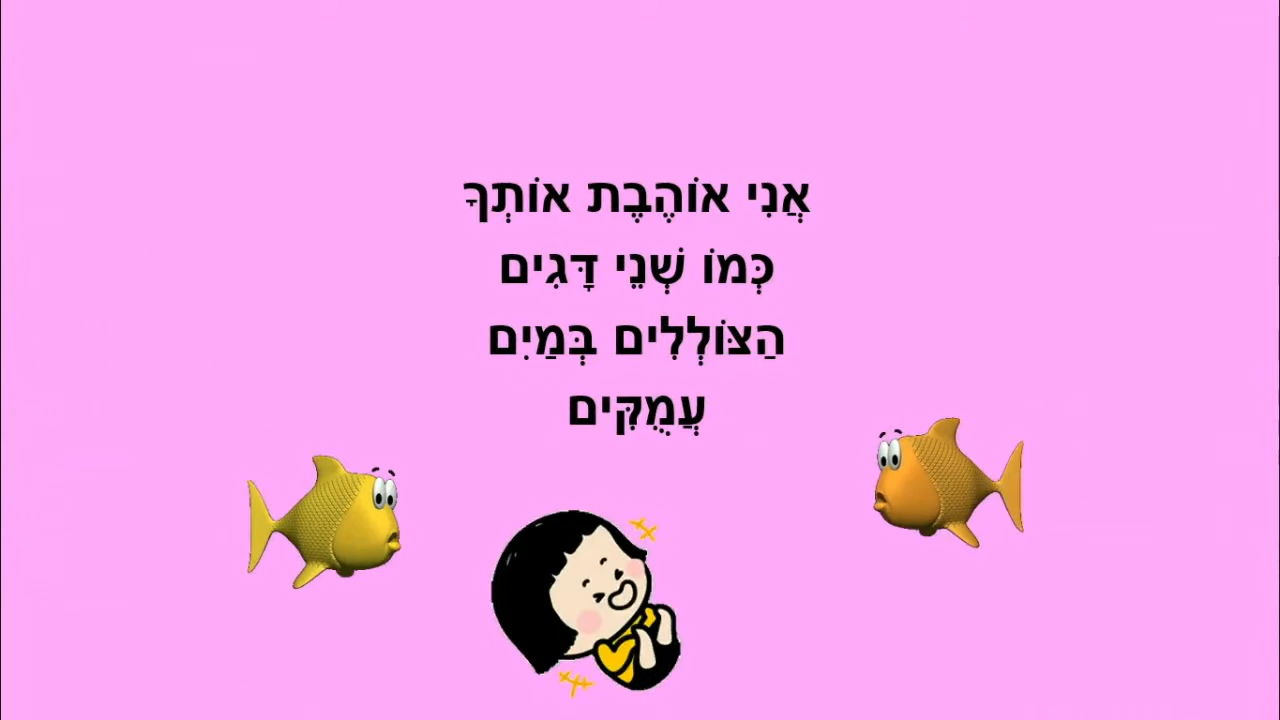 אֲנִי אוֹהֶבֶת אוֹתְךָ
כְּמוֹ שְׁנֵי דָּגִים
הַצּוֹלְלִים בְּמַיִם
עֲמֻקִּים